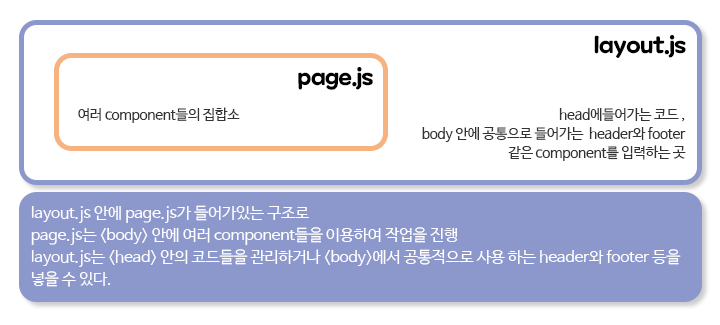 layout.js
page.js
여러 component들의 집합소
head에들어가는 코드 ,
body 안에 공통으로 들어가는 header와 footer
같은 component를 입력하는 곳
layout.js 안에 page.js가 들어가있는 구조로
page.js는 <body> 안에 여러 component들을 이용하여 작업을 진행
layout.js는 <head> 안의 코드들을 관리하거나 <body>에서 공통적으로 사용 하는 header와 footer 등을
넣을 수 있다.